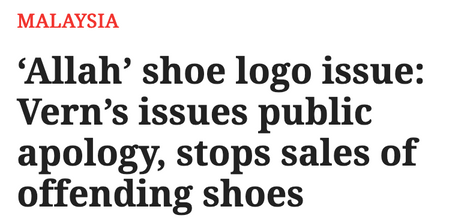 MALAYSIA
‘Allah’ shoe logo issue:
Vern’s issues public
apology, stops sales of
offending shoes